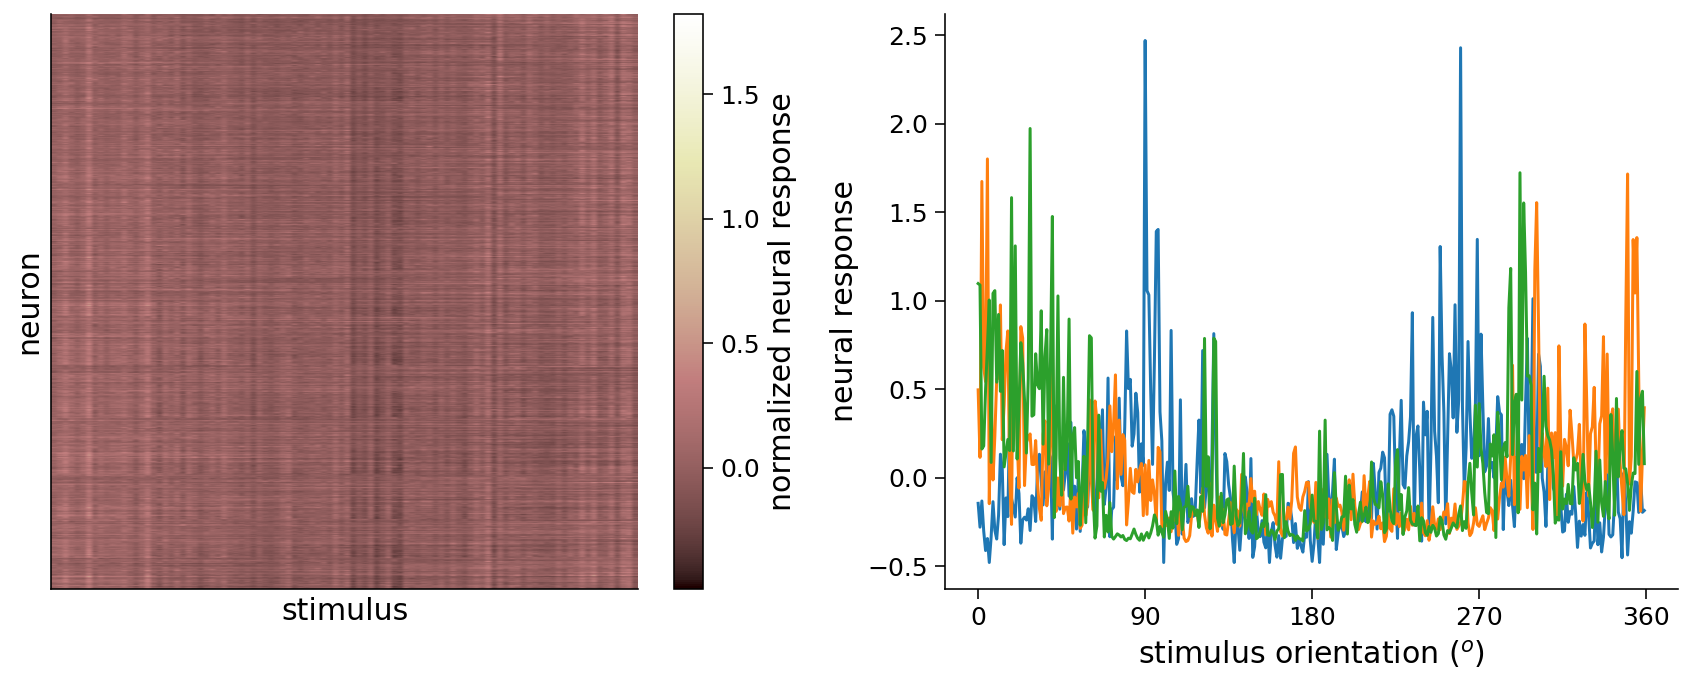 neuron
stimulus
1.5
1.0
0.5
0.0
normalized neural response
neural response
2.5
2.0
1.5
1.0
0.5
0.0
−0.5
0 90 180 270 360
stimulus orientation (o)